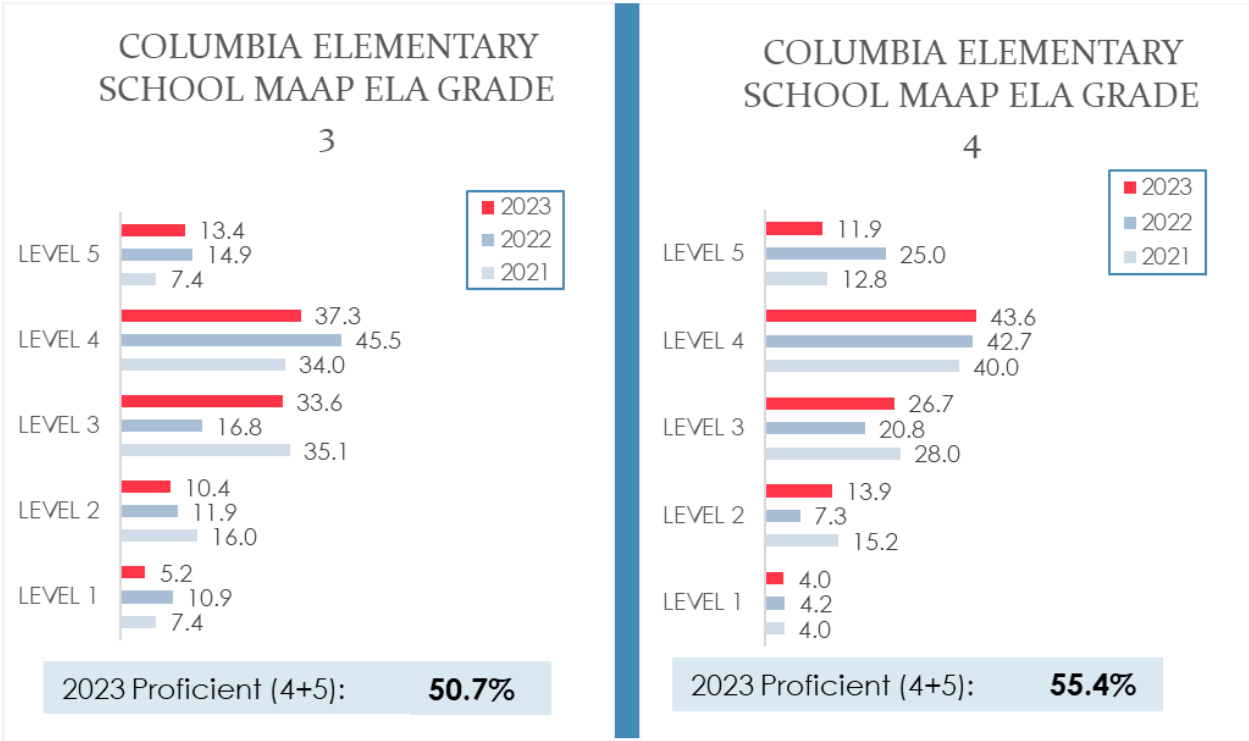 COLUMBIA ELEMENTARY
SCHOOL MAAP ELA GRADE
3
2023
2022
2021
LEVEL 5
13.4
14.9
7.4
LEVEL 4
37.3
45.5
34.0
LEVEL 3
33.6
16.8
35.1
LEVEL 2
10.4
11.9
16.0
LEVEL 1
5.2
10.9
7.4
2023 Proficient (4+5): 50.7%
COLUMBIA ELEMENTARY
SCHOOL MAAP ELA GRADE
4
2023
2022
2021
LEVEL 5
11.9
25.0
12.8
LEVEL 4
43.6
42.7
40.0
LEVEL 3
26.7
20.8
28.0
LEVEL 2
13.9
7.3
15.2
LEVEL 1
4.0
4.2
4.0
2023 Proficient (4+5): 55.4%